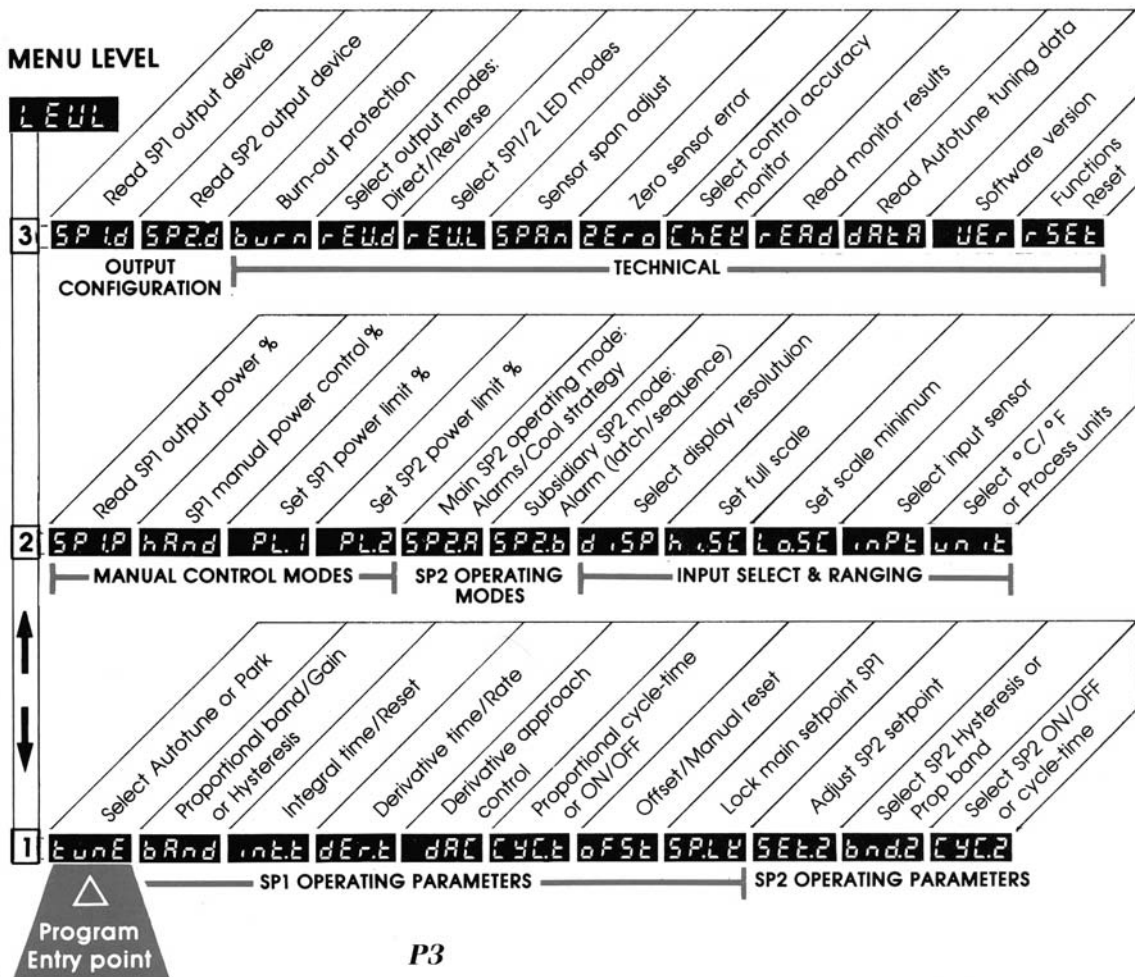 MENU LEVEL
LEVL
Read SP1 output device
Read SP2 output device
Burn-out protection
Select output modes:
Direct/Reverse
Select SP1/2 LED modes
Sensor span adjust
Zero sensor error
Select control accuracy
monitor
Read monitor results
Read Autotune tuning data
Software version
Functions
Reset
3 SP1.d SP2.d burn rEV.d rEV.L SPAn ZEro ChEK rEAd dAtA VEr rSEt
OUTPUT
CONFIGURATION
TECHNICAL
Read SP1 output power %
SP1 manual power control %
Set SP1 power limit %
Set SP2 power limit %
Main SP2 operating mode:
Alarms/Cool strategy
Subsidiary SP2 mode:
Alarm (latch/sequence)
Select display resolutuion
Set full scale
Set scale minimum
Select input sensor
Select °C/°F
or Process units
2 SP1.P hAnd PL.1 PL.2 SP2.A SP2.b diSP hi.SC Lo.SC inPt unit
MANUAL CONTROL MODES
SP2 OPERATING
MODES
INPUT SELECT & RANGING
Select Autotune or Park
Proportional band/Gain
or Hysteresis
Integral time/Reset
Derivative time/Rate
Derivative approach
control
Proportional cycle-time
or ON/OFF
Offset/Manual reset
Lock main setpoint SP1
Adjust SP2 setpoint
Select SP2 Hysteresis or
Prop band
Select SP2 ON/OFF
or cycle-time
1 tunE bAnd int.t dEr.t dAC CYC.t oFSt SP.LK SEt.2 bnd.2 CYC.2
SP1 OPERATING PARAMETERS
SP2 OPERATING PARAMETERS
Program
Entry point
P3